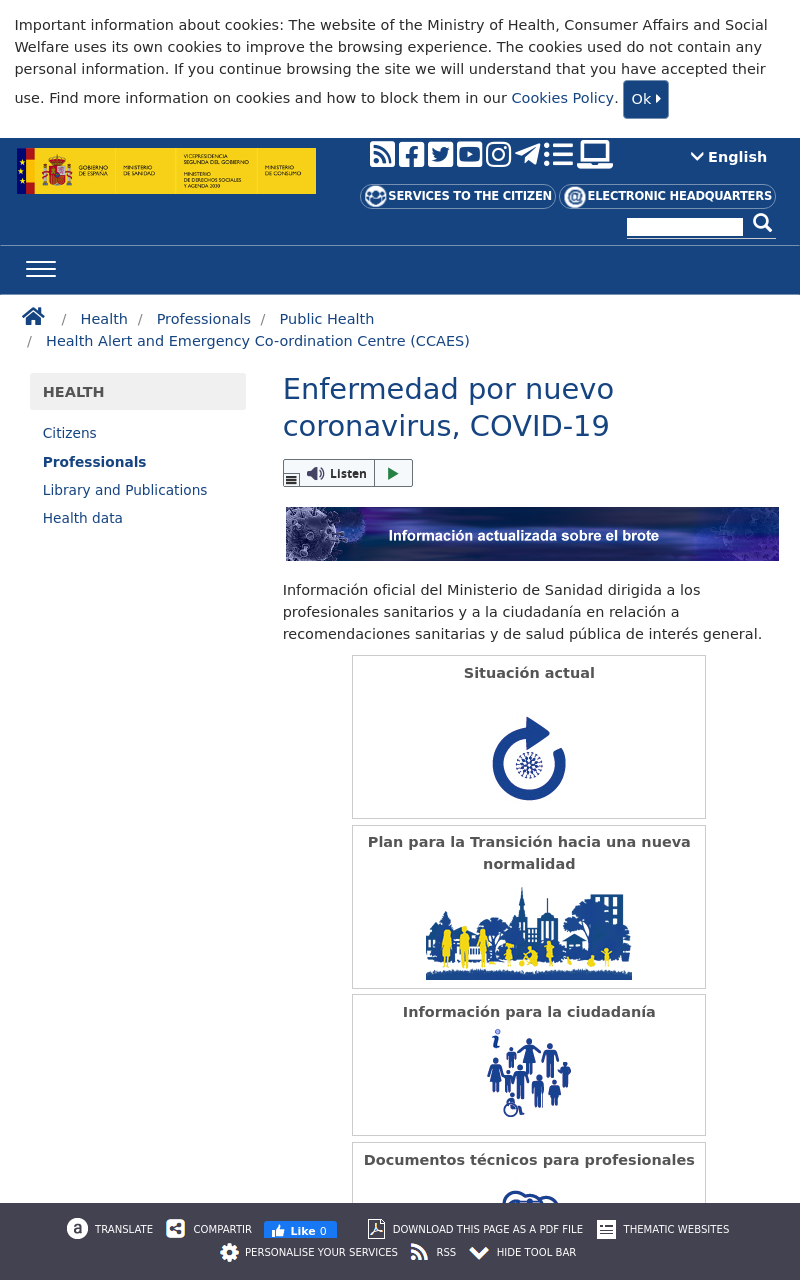 Important information about cookies: The website of the Ministry of Health, Consumer Affairs and Social
Welfare uses its own cookies to improve the browsing experience. The cookies used do not contain any
personal information. If you continue browsing the site we will understand that you have accepted their
use. Find more information on cookies and how to block them in our Cookies Policy. Ok
GOBIERNO DE ESPAÑA
MINISTERIO DE SANIDAD
VICEPRESIDENCIA SEGUNDA DEL GOBIERNO
MINISTERIO DE DERECHOS SOCIALES Y AGENDA 2030
MINISTERIO DE CONSUMO
English
SERVICES TO THE CITIZEN
@ ELECTRONIC HEADQUARTERS
/ Health / Professionals / Public Health
/ Health Alert and Emergency Co-ordination Centre (CCAES)
HEALTH
Citizens
Professionals
Library and Publications
Health data
Enfermedad por nuevo
coronavirus, COVID-19
Listen
Información actualizada sobre el brote
Información oficial del Ministerio de Sanidad dirigida a los
profesionales sanitarios y a la ciudadanía en relación a
recomendaciones sanitarias y de salud pública de interés general.
Situación actual
Plan para la Transición hacia una nueva
normalidad
Información para la ciudadanía
i
Documentos técnicos para profesionales
a TRANSLATE COMPARTIR Like 0 DOWNLOAD THIS PAGE AS A PDF FILE THEMATIC WEBSITES
PERSONALISE YOUR SERVICES RSS HIDE TOOL BAR